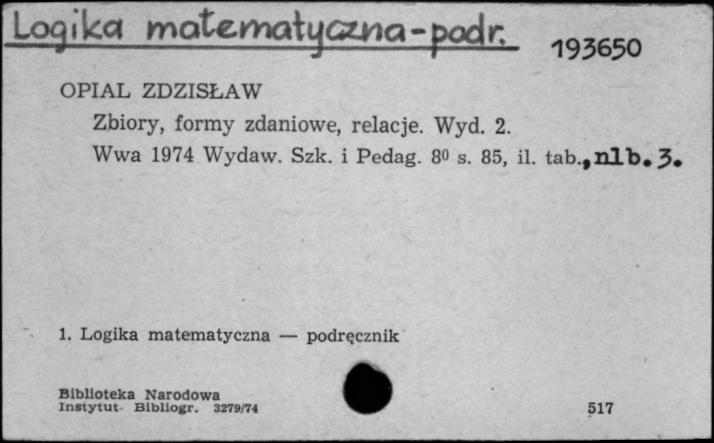 Logika matematyczna-podr.
193650
OPIAL ZDZISŁAW
Zbiory, formy zdaniowe, relacje. Wyd. 2.
Wwa 1974 Wydaw. Szk. i Pedag. 8⁰ s. 85, il. tab., nlb. 3.
1. Logika matematyczna — podręcznik
Biblioteka Narodowa
Instytut Bibliogr. 3279/74
517